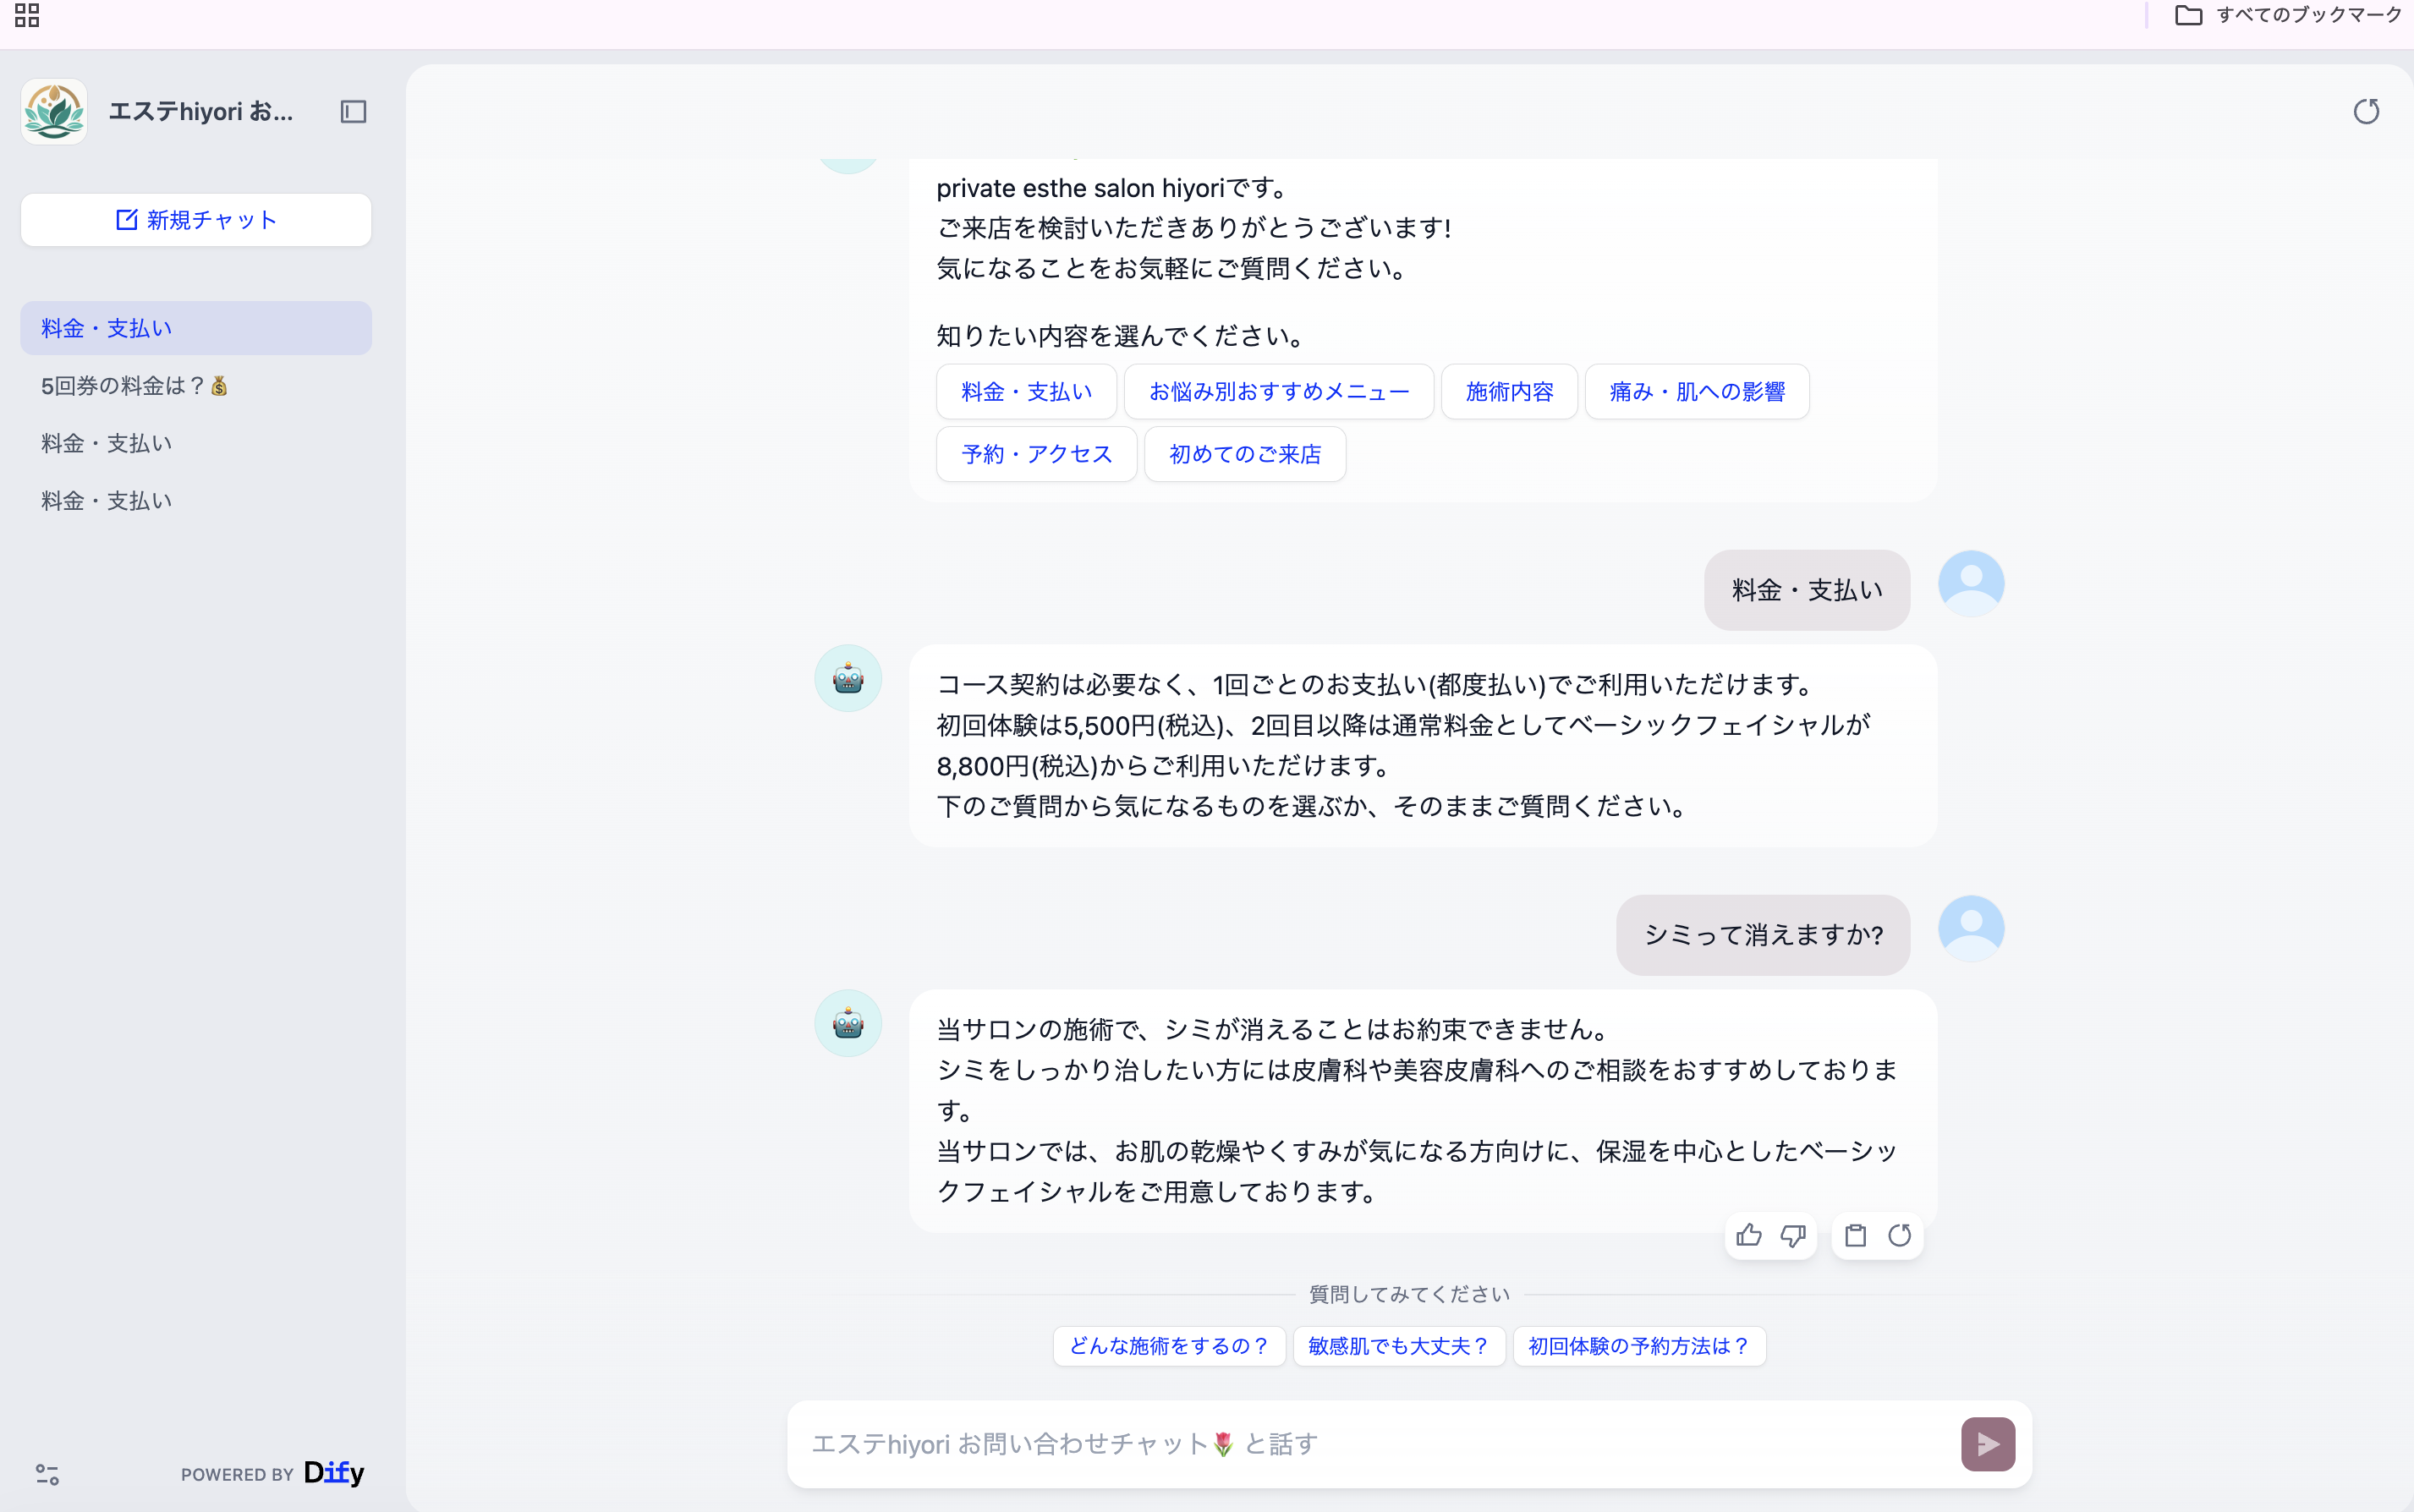 すべてのブックマーク
エステhiyori お...
新規チャット
料金・支払い
5回券の料金は？💰
料金・支払い
料金・支払い
private esthe salon hiyoriです。
ご来店を検討いただきありがとうございます!
気になることをお気軽にご質問ください。
知りたい内容を選んでください。
料金・支払い
お悩み別おすすめメニュー
施術内容
痛み・肌への影響
予約・アクセス
初めてのご来店
料金・支払い
コース契約は必要なく、1回ごとのお支払い(都度払い)でご利用いただけます。
初回体験は5,500円(税込)、2回目以降は通常料金としてベーシックフェイシャルが
8,800円(税込)からご利用いただけます。
下のご質問から気になるものを選ぶか、そのままご質問ください。
シミって消えますか?
当サロンの施術で、シミが消えることはお約束できません。
シミをしっかり治したい方には皮膚科や美容皮膚科へのご相談をおすすめしておりま
す。
当サロンでは、お肌の乾燥やくすみが気になる方向けに、保湿を中心としたベーシッ
クフェイシャルをご用意しております。
質問してみてください
どんな施術をするの？
敏感肌でも大丈夫？
初回体験の予約方法は？
エステhiyori お問い合わせチャット🌷 と話す
POWERED BY Dify